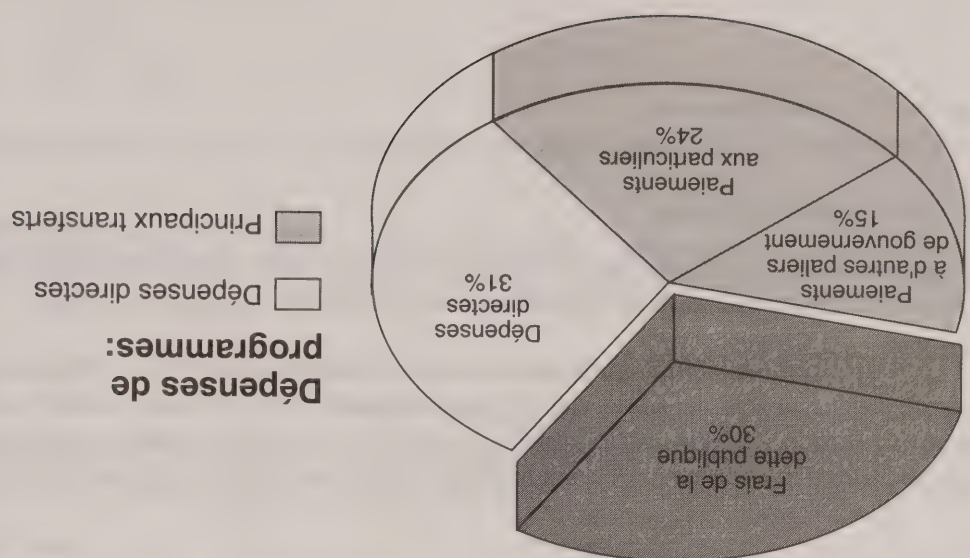 Frais de la
dette publique
30%
Dépenses de
programmes:
Dépenses directes
Principaux transferts
Dépenses
directes
31%
Paiements
à d'autres paliers
de gouvernement
15%
Paiements
aux particuliers
24%